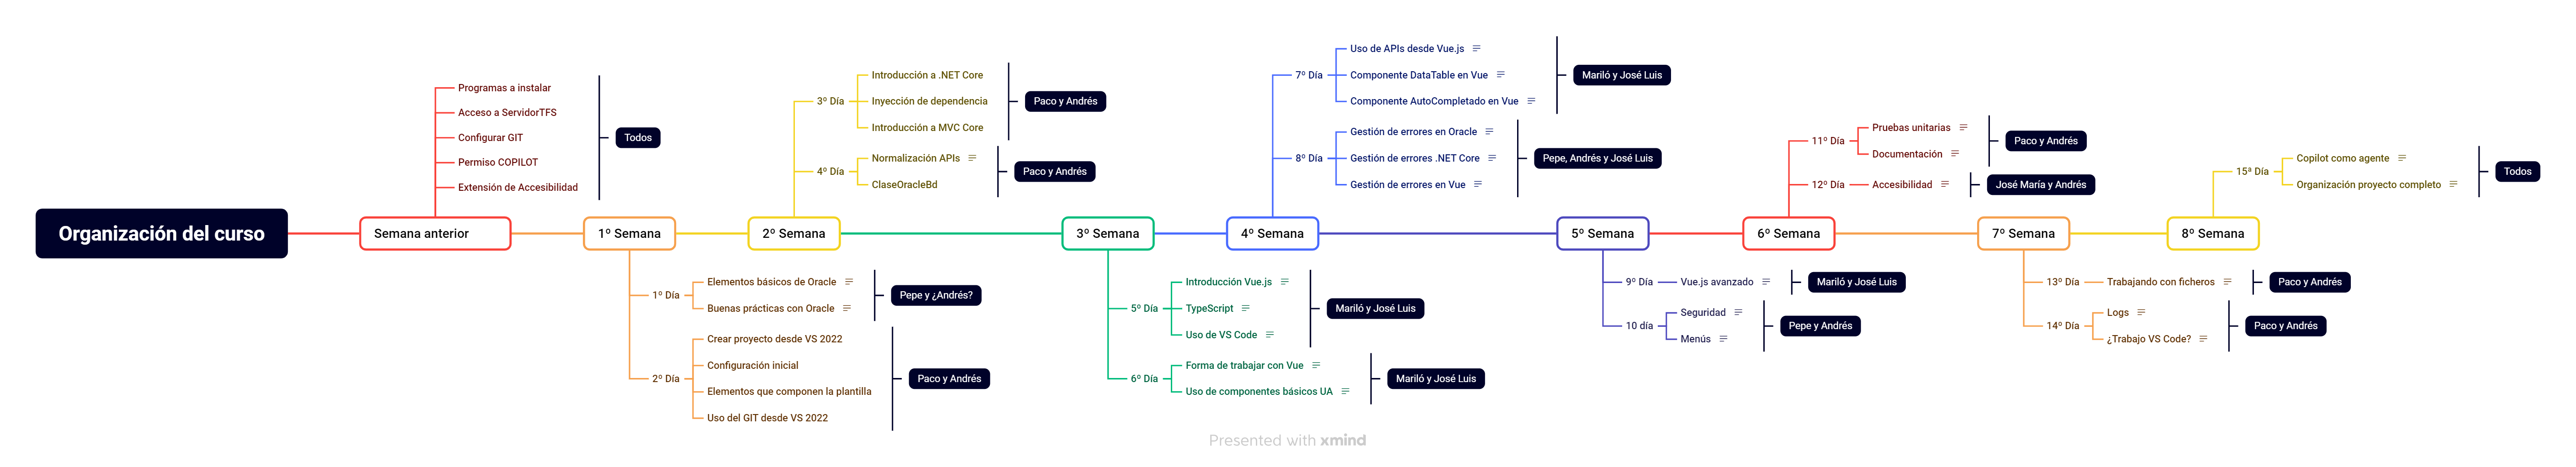 Organización del curso
Semana anterior
Programas a instalar
Acceso a ServidorTFS
Configurar GIT
Permiso COPILOT
Extensión de Accesibilidad
Todos
1º Semana
1º Día
Elementos básicos de Oracle
Buenas prácticas con Oracle
Pepe y ¿Andrés?
2º Día
Crear proyecto desde VS 2022
Configuración inicial
Elementos que componen la plantilla
Uso del GIT desde VS 2022
Paco y Andrés
2º Semana
3º Día
Introducción a .NET Core
Inyección de dependencia
Introducción a MVC Core
Paco y Andrés
4º Día
Normalización APIs
ClaseOracleBd
Paco y Andrés
3º Semana
5º Día
Introducción Vue.js
TypeScript
Uso de VS Code
Mariló y José Luis
6º Día
Forma de trabajar con Vue
Uso de componentes básicos UA
Mariló y José Luis
4º Semana
7º Día
Uso de APIs desde Vue.js
Componente DataTable en Vue
Componente AutoCompletado en Vue
Mariló y José Luis
8º Día
Gestión de errores en Oracle
Gestión de errores .NET Core
Gestión de errores en Vue
Pepe, Andrés y José Luis
5º Semana
9º Día
Vue.js avanzado
Mariló y José Luis
10 día
Seguridad
Menús
Pepe y Andrés
6º Semana
11º Día
Pruebas unitarias
Documentación
Paco y Andrés
12º Día
Accesibilidad
José María y Andrés
7º Semana
13º Día
Trabajando con ficheros
Paco y Andrés
14º Día
Logs
¿Trabajo VS Code?
Paco y Andrés
8º Semana
15ª Día
Copilot como agente
Organización proyecto completo
Todos
Presented with xmind